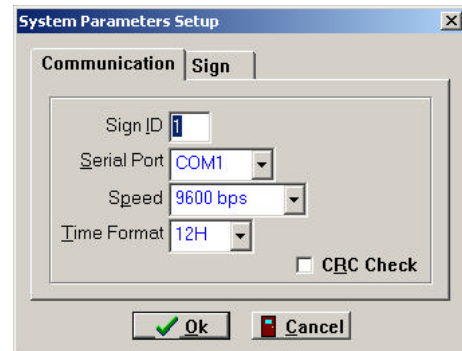 System Parameters Setup
Communication Sign
Sign ID 1
Serial Port COM1
Speed 9600 bps
Time Format 12H
CRC Check
Ok Cancel